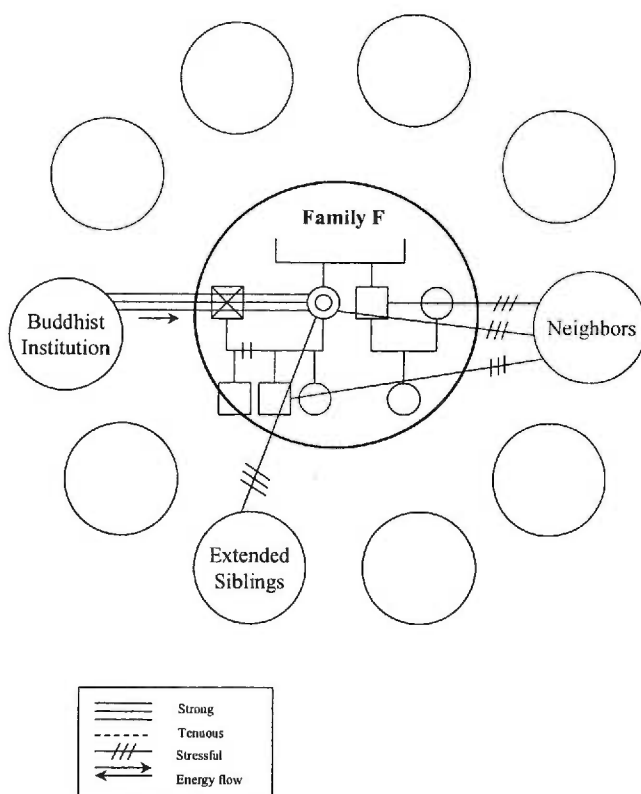 Family F
Buddhist
Institution
Neighbors
Extended
Siblings
Strong
Tenuous
Stressful
Energy flow